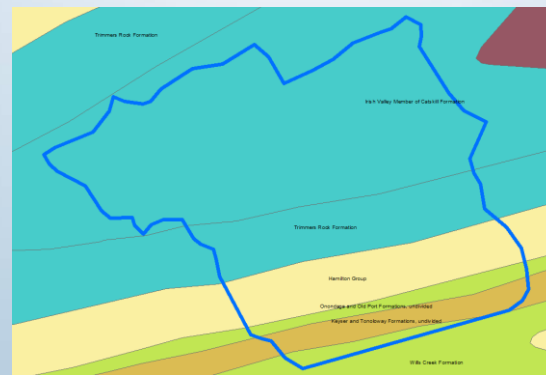 Trimmers Rock Formation
Irish Valley Member of Catskill Formation
Trimmers Rock Formation
Hamilton Group
Onondaga and Old Port Formations, undivided
Keyser and Tonoloway Formations, undivided
Wills Creek Formation